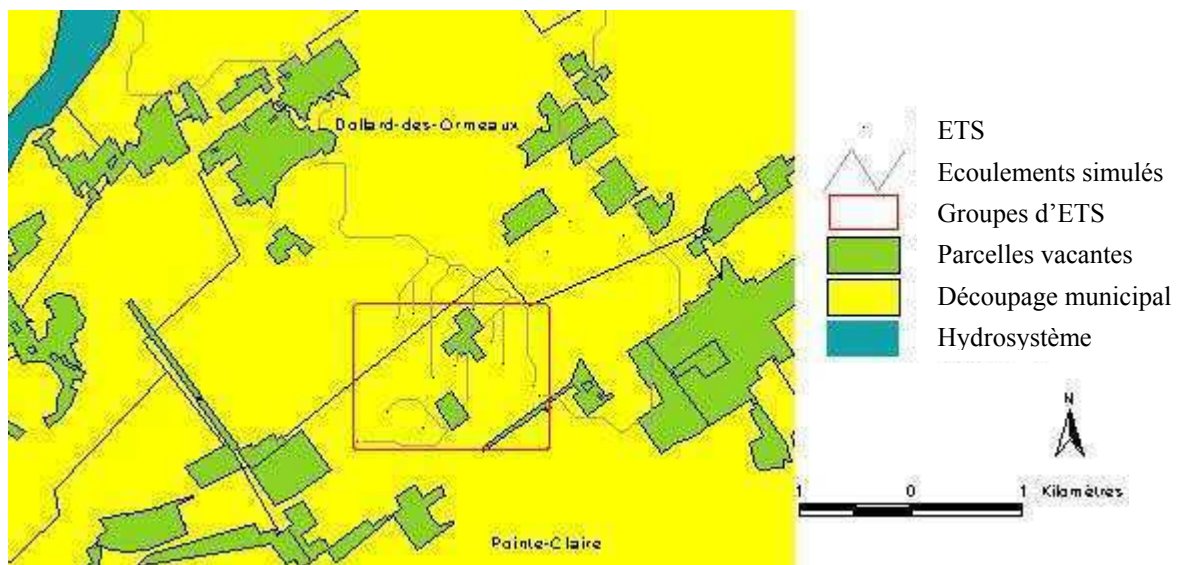 Dollard-des-Ormeaux
Pointe-Claire
ETS
Ecoulements simulés
Groupes d'ETS
Parcelles vacantes
Découpage municipal
Hydrosystème
N
1 0 1 Kilomètres